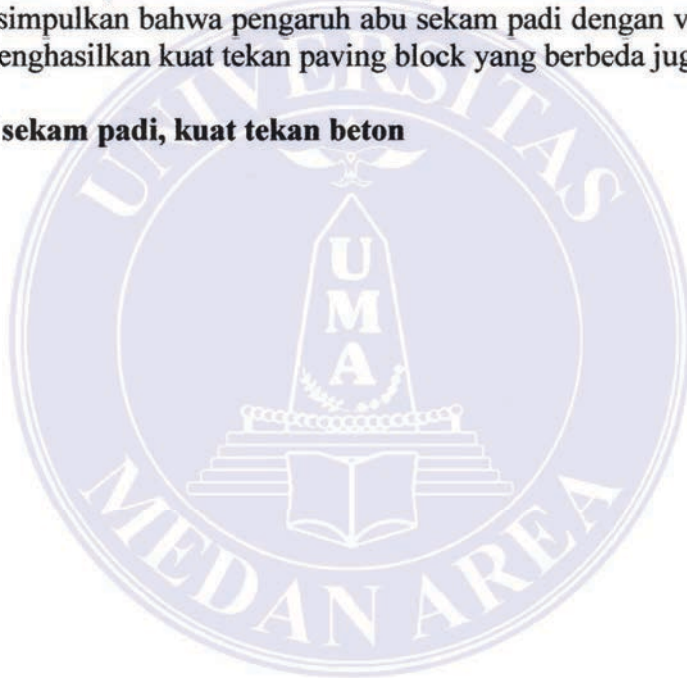 simpulkan bahwa pengaruh abu sekam padi dengan v
enghasilkan kuat tekan paving block yang berbeda jug
sekam padi, kuat tekan beton
UNIVERSITAS
UMA
MEDAN AREA